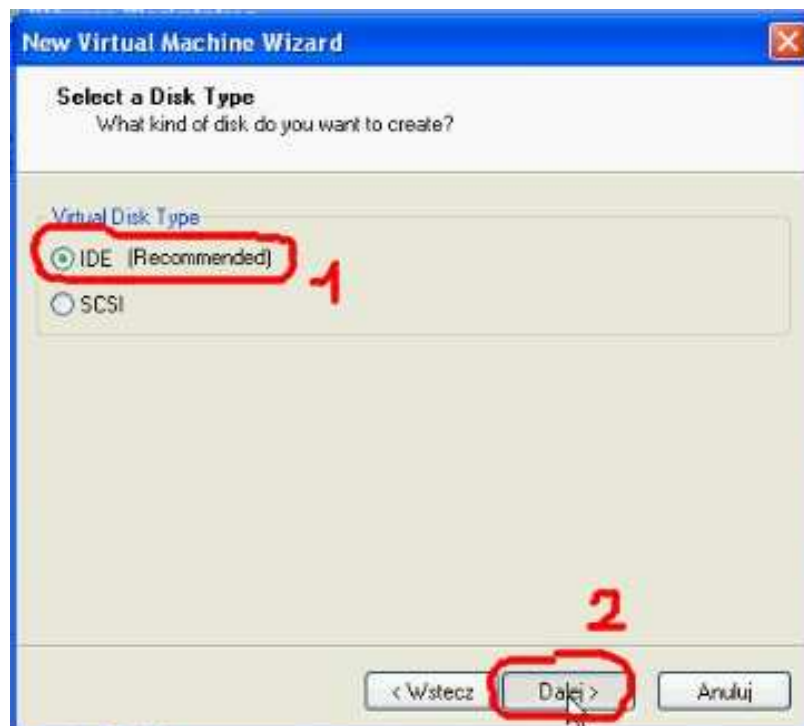 New Virtual Machine Wizard
Select a Disk Type
What kind of disk do you want to create?
Virtual Disk Type
IDE (Recommended)
1
SCSI
2
< Wstecz Dalej > Anuluj